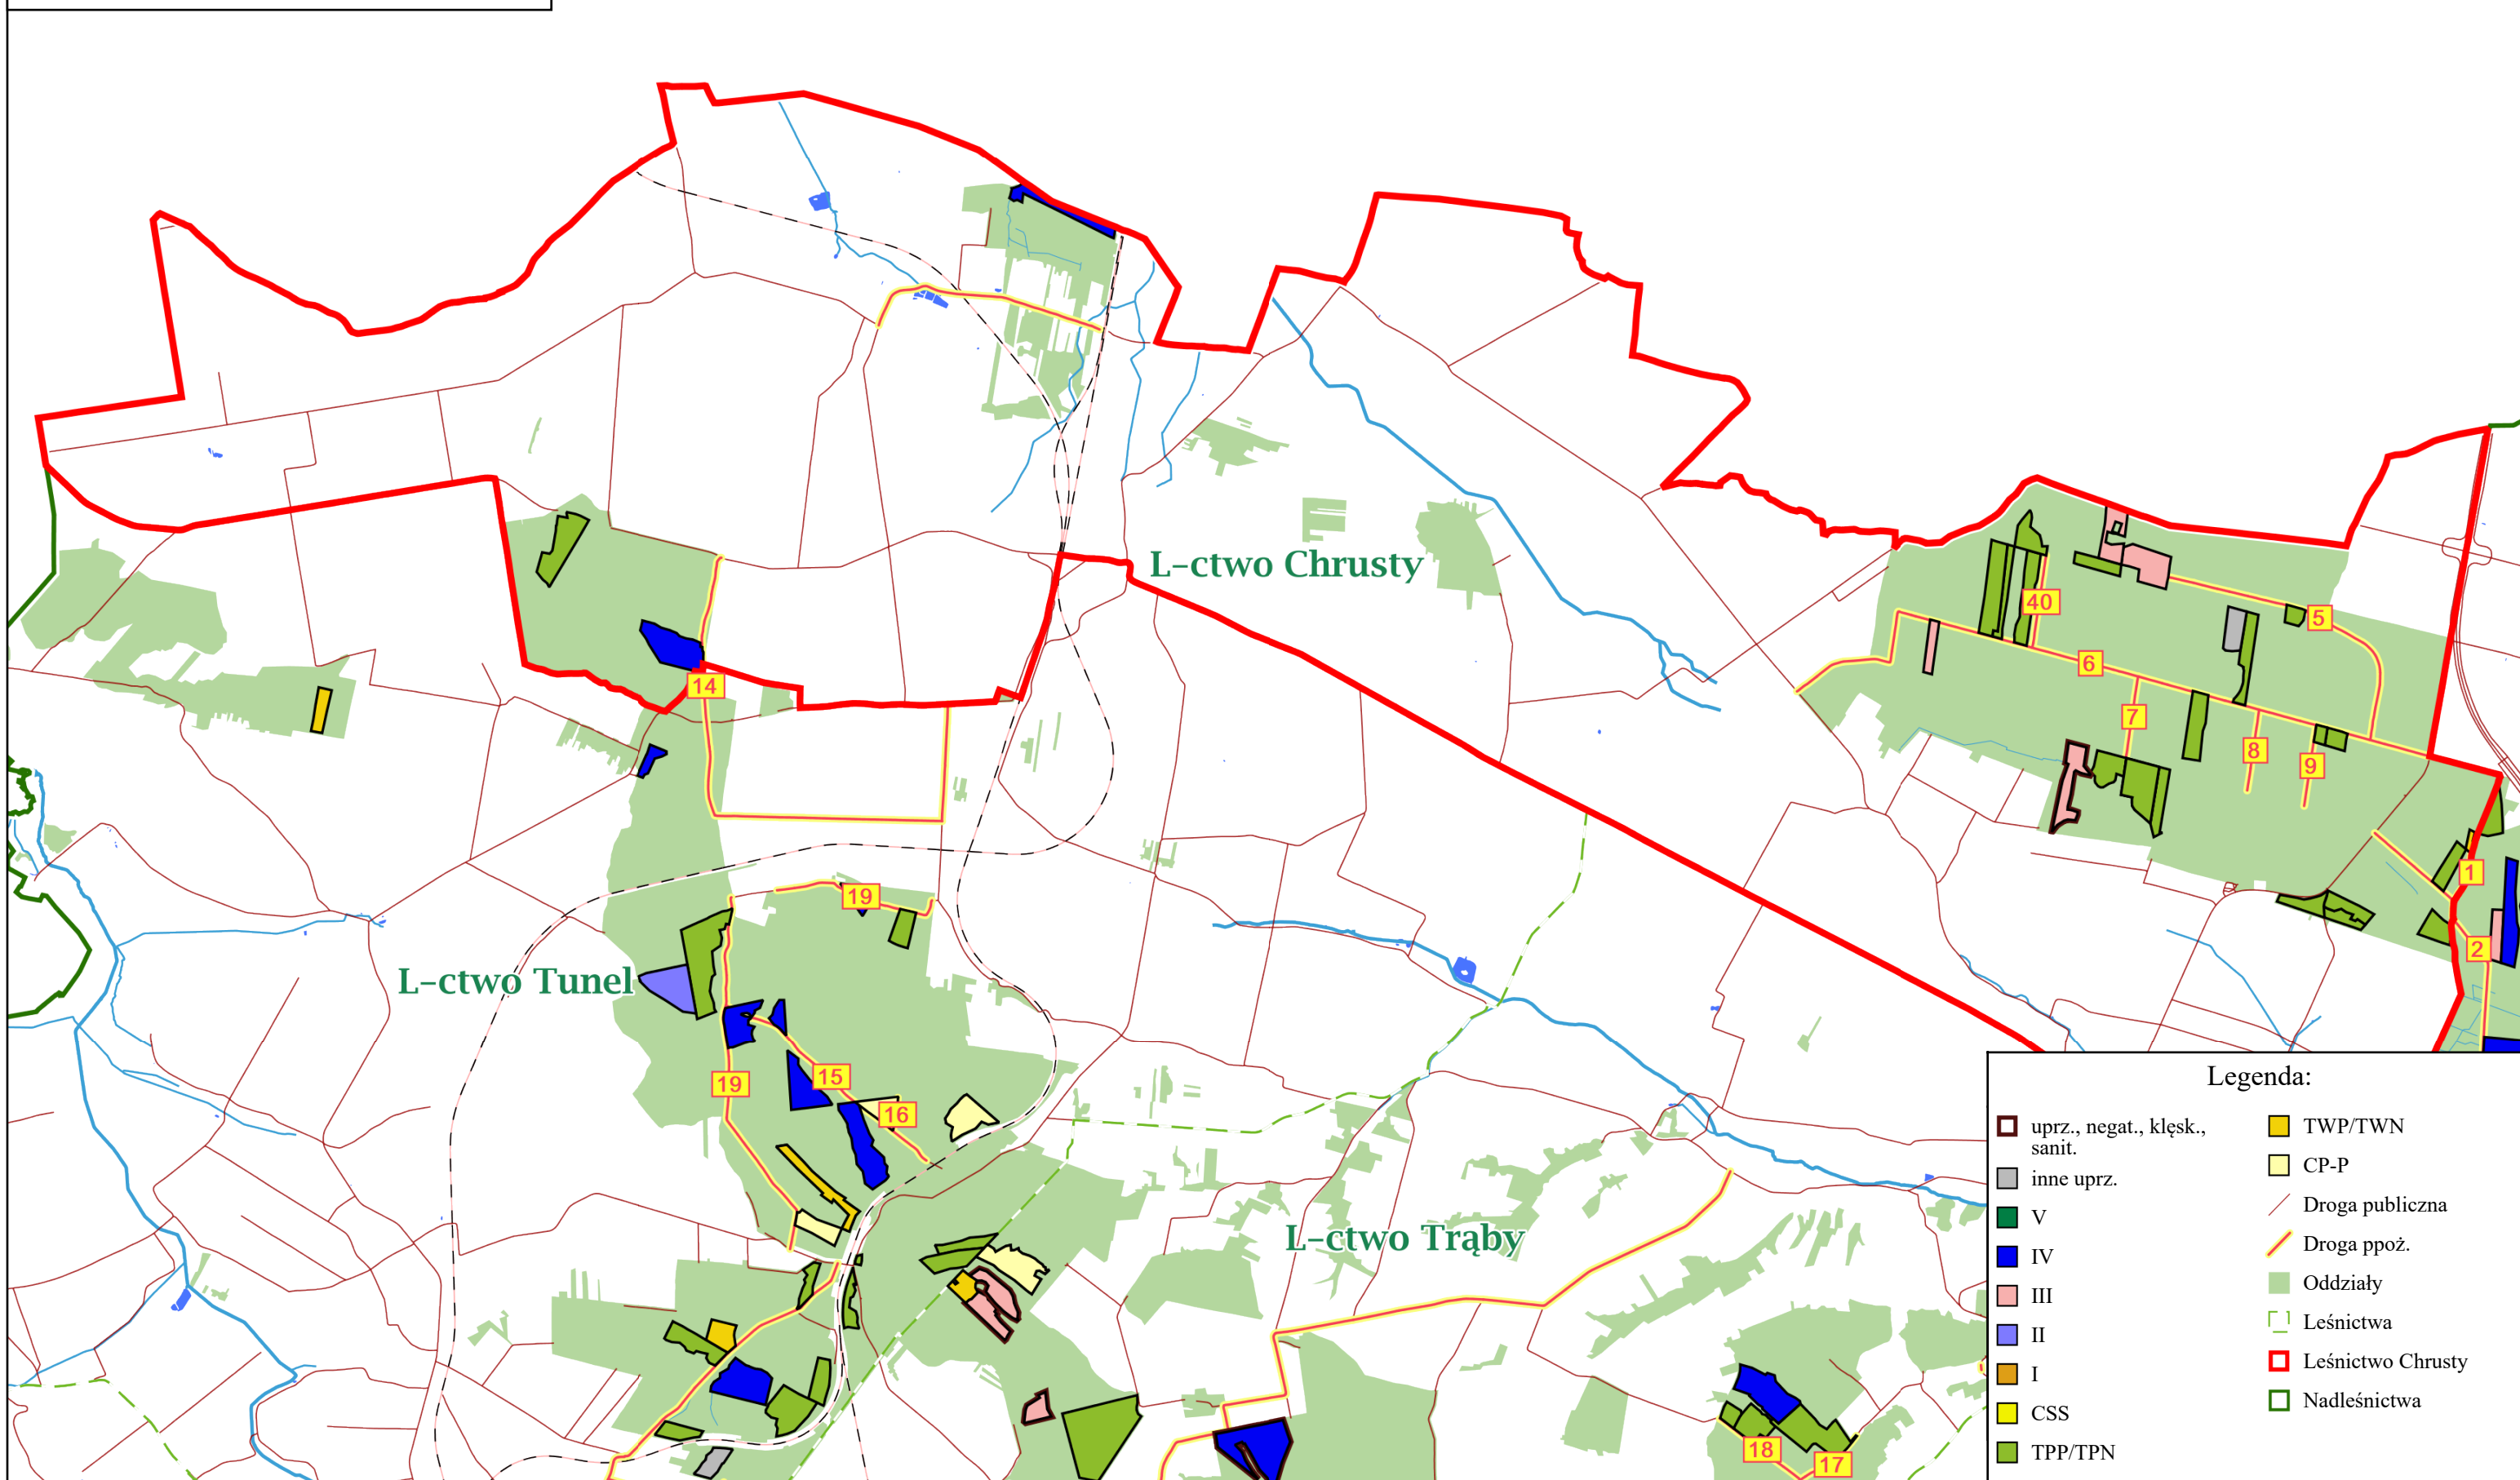 L-ctwo Chrusty
40
5
6
14
7
8
9
1
19
2
L-ctwo Tunel
15
19
16
L-ctwo Trąby
18
17
Legenda:
uprz., negat., klęsk.,
sanit.
inne uprz.
V
IV
III
II
I
CSS
TPP/TPN
TWP/TWN
CP-P
Droga publiczna
Droga ppoż.
Oddziały
Leśnictwa
Leśnictwo Chrusty
Nadleśnictwa